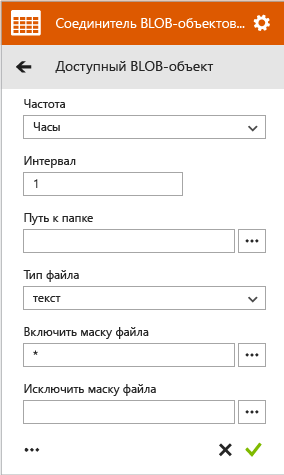 Соединитель BLOB-объектов...
Доступный BLOB-объект
Частота
Часы
Интервал
1
Путь к папке
Тип файла
текст
Включить маску файла
*
Исключить маску файла